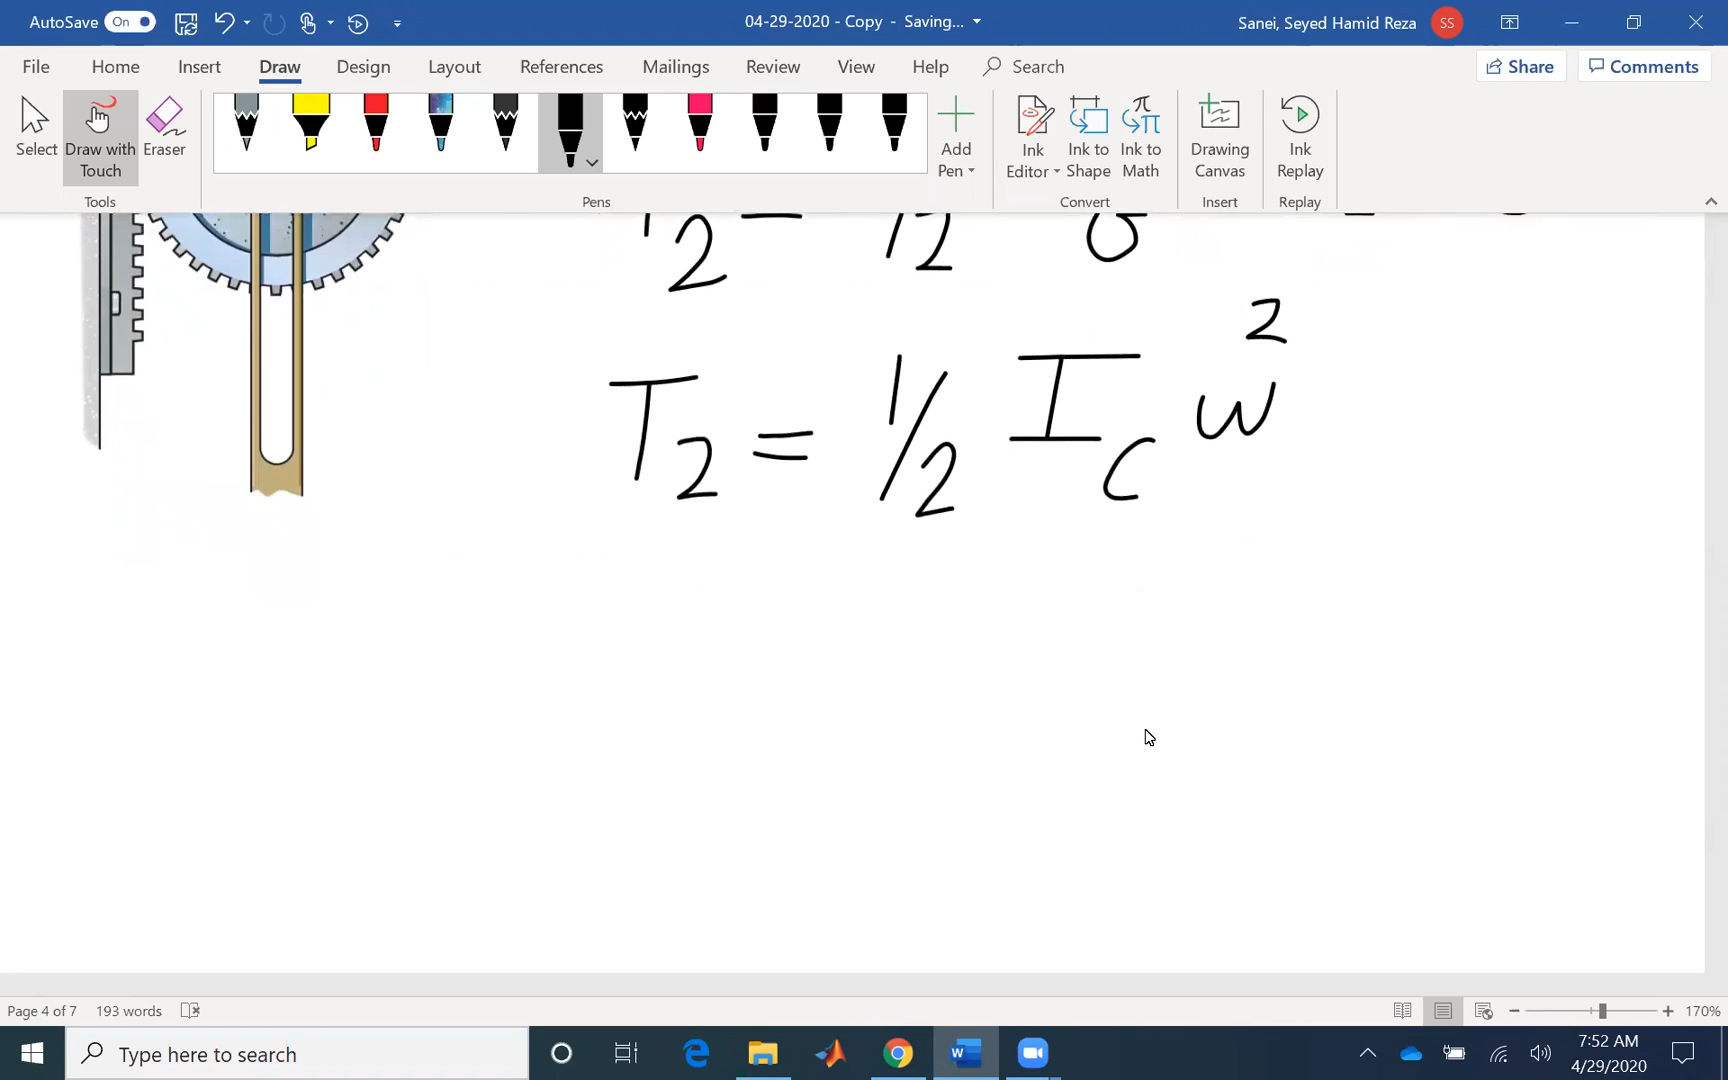 AutoSave On 04-29-2020 - Copy - Saving... Sanei, Seyed Hamid Reza SS
File Home Insert Draw Design Layout References Mailings Review View Help Search Share Comments
Select Draw with Touch Eraser Add Pen Ink Editor Ink to Shape Ink to Math Drawing Canvas Ink Replay
Tools Pens Convert Insert Replay
T₂ = 1/2 I_C ω²
Page 4 of 7 193 words 170%
Type here to search 7:52 AM
4/29/2020